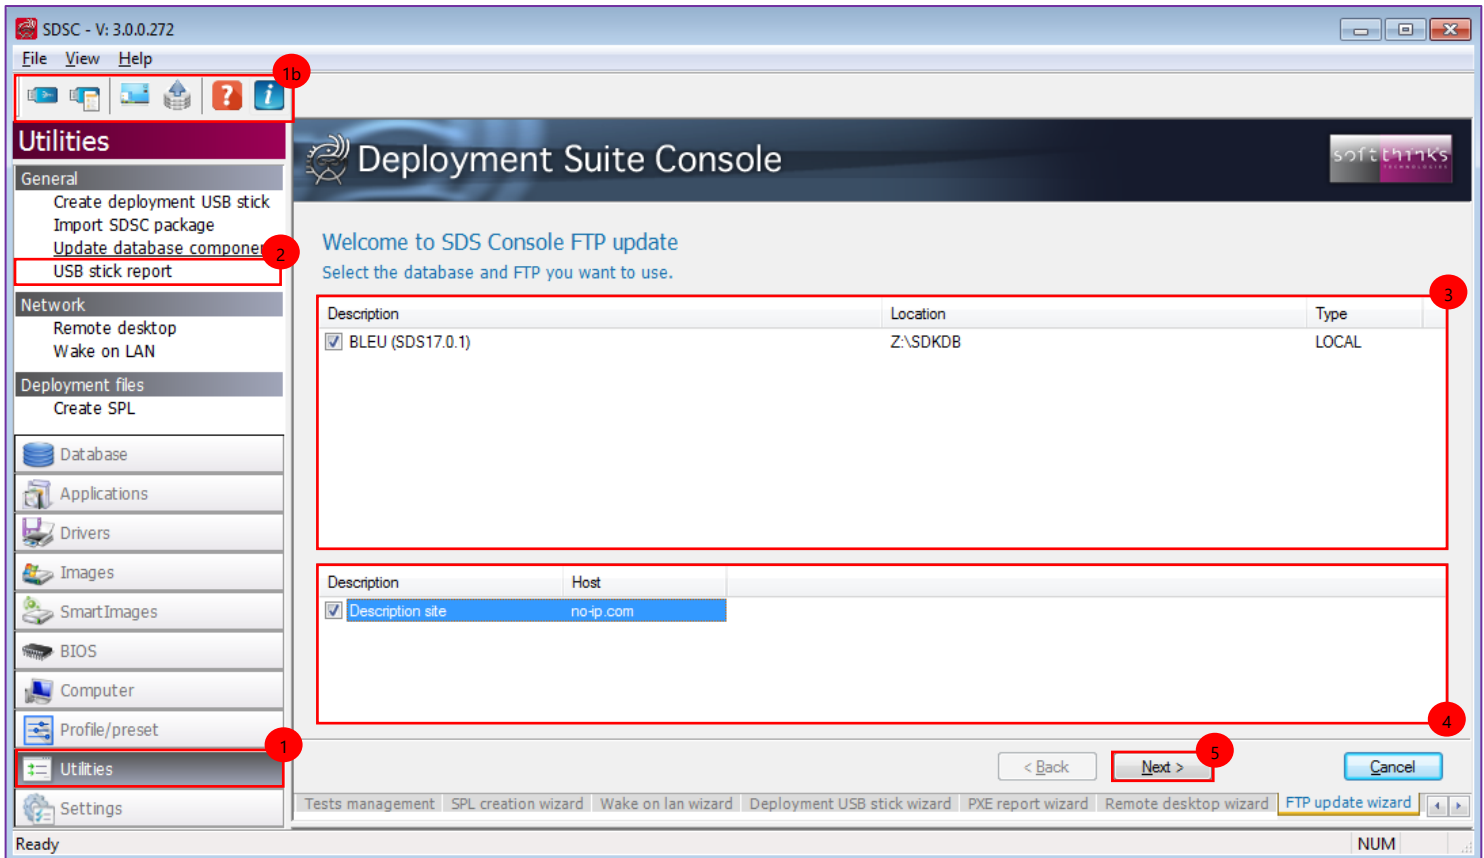 SDSC - V: 3.0.0.272
File View Help
1b
Utilities
General
Create deployment USB stick
Import SDSC package
Update database componen
2
USB stick report
Network
Remote desktop
Wake on LAN
Deployment files
Create SPL
Database
Applications
Drivers
Images
SmartImages
BIOS
Computer
Profile/preset
1
Utilities
Settings
Deployment Suite Console
softthinks
TECHNOLOGIES
Welcome to SDS Console FTP update
Select the database and FTP you want to use.
3
Description Location Type
BLEU (SDS17.0.1) Z:\SDKDB LOCAL
Description Host
Description site no-ip.com
4
5
< Back Next > Cancel
Tests management SPL creation wizard Wake on lan wizard Deployment USB stick wizard PXE report wizard Remote desktop wizard FTP update wizard
Ready NUM